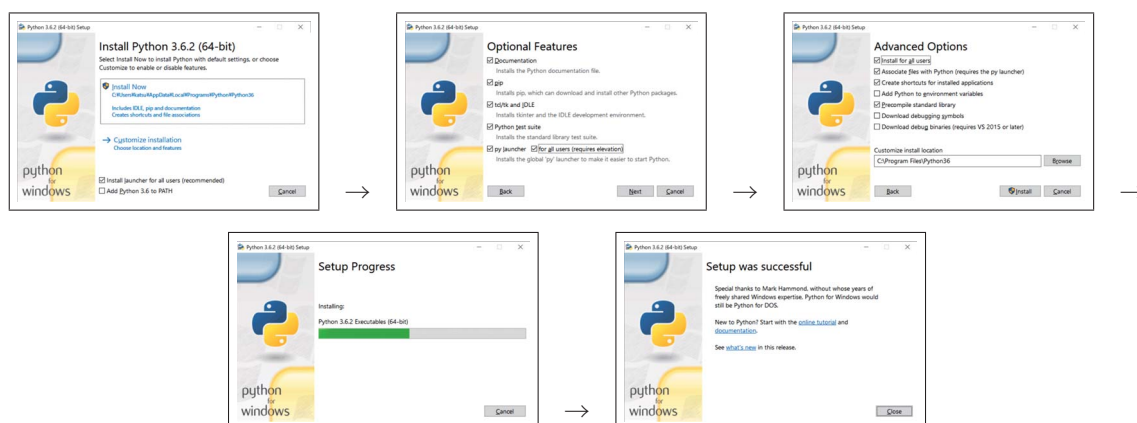 Python 3.6.2 (64-bit) Setup
Install Python 3.6.2 (64-bit)
Select Install Now to install Python with default settings, or choose
Customize to enable or disable features.
Install Now
C:¥Users¥katsu¥AppData¥Local¥Programs¥Python¥Python36
Includes IDLE, pip and documentation
Creates shortcuts and file associations
→ Customize installation
Choose location and features
Install launcher for all users (recommended)
Add Python 3.6 to PATH
Cancel
python
for
windows
→
Python 3.6.2 (64-bit) Setup
Optional Features
Documentation
Installs the Python documentation file.
pip
Installs pip, which can download and install other Python packages.
tcl/tk and IDLE
Installs tkinter and the IDLE development environment.
Python test suite
Installs the standard library test suite.
py launcher for all users (requires elevation)
Installs the global 'py' launcher to make it easier to start Python.
Back Next Cancel
python
for
windows
→
Python 3.6.2 (64-bit) Setup
Advanced Options
Install for all users
Associate files with Python (requires the py launcher)
Create shortcuts for installed applications
Add Python to environment variables
Precompile standard library
Download debugging symbols
Download debug binaries (requires VS 2015 or later)
Customize install location
C:\Program Files\Python36 Browse
Back Install Cancel
python
for
windows
Python 3.6.2 (64-bit) Setup
Setup Progress
Installing:
Python 3.6.2 Executables (64-bit)
Cancel
python
for
windows
→
Python 3.6.2 (64-bit) Setup
Setup was successful
Special thanks to Mark Hammond, without whose years of
freely shared Windows expertise, Python for Windows would
still be Python for DOS.
New to Python? Start with the online tutorial and
documentation.
See what's new in this release.
Close
python
for
windows